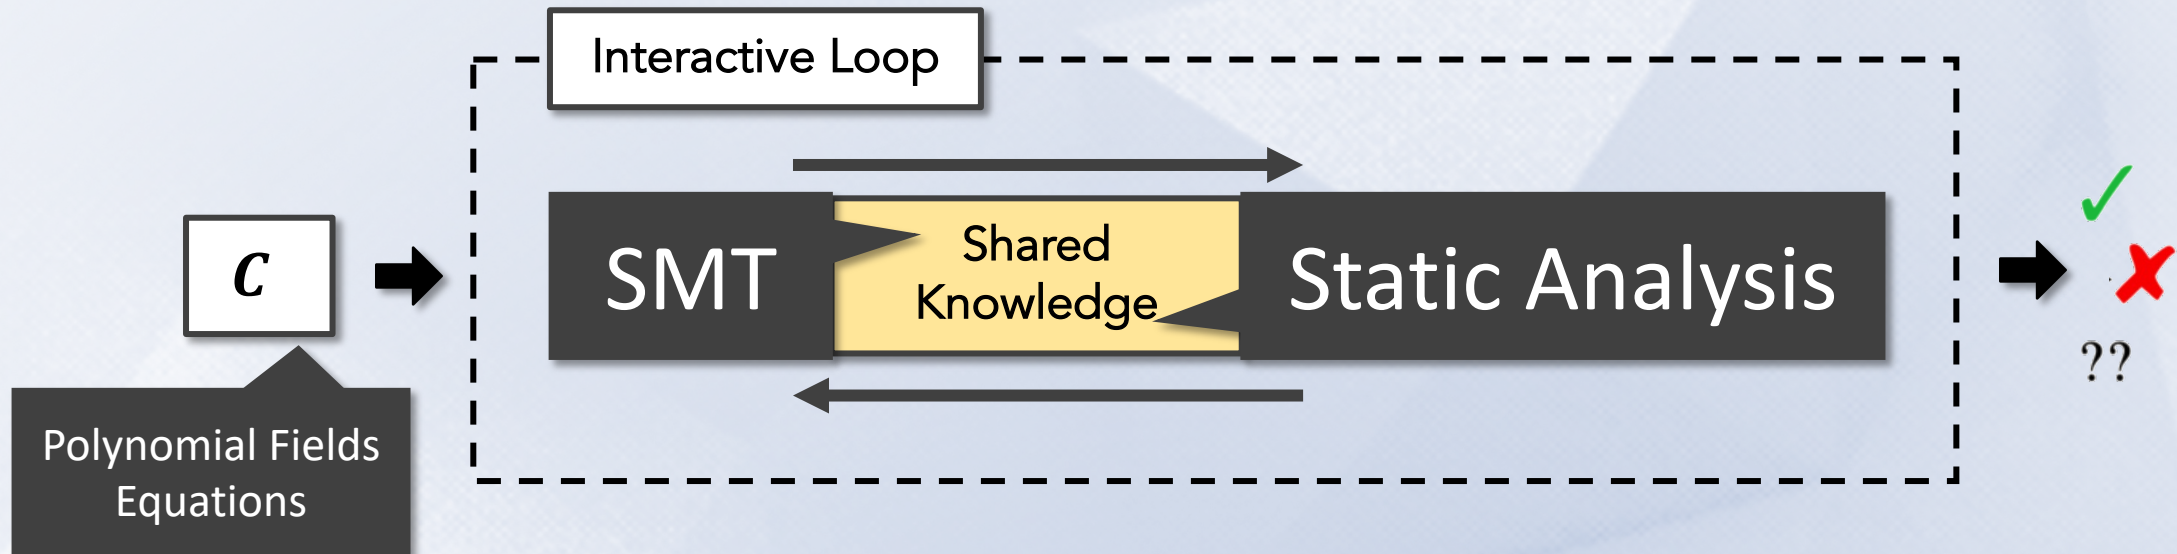 Interactive Loop
C
SMT
Shared
Knowledge
Static Analysis
??
Polynomial Fields
Equations